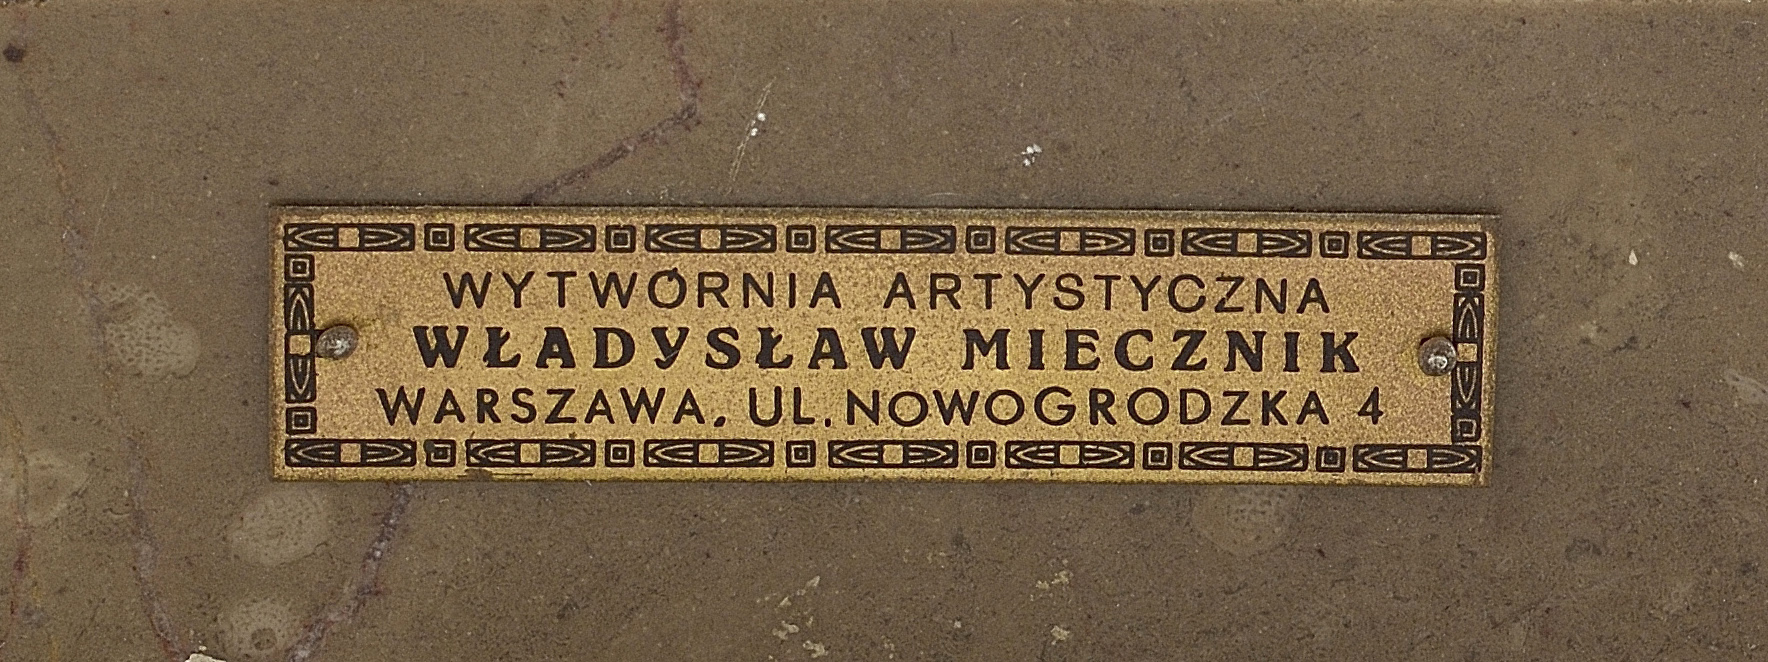 WYTWÓRNIA ARTYSTYCZNA
WŁADYSŁAW MIECZNIK
WARSZAWA, UL. NOWOGRODZKA 4